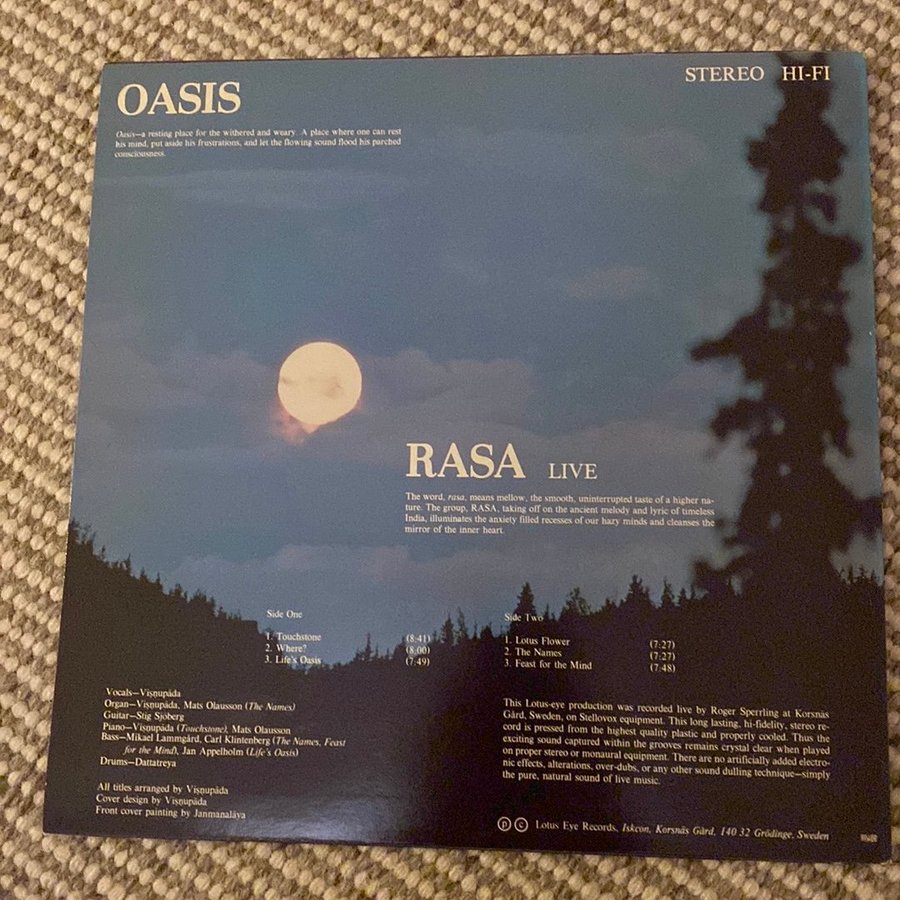 OASIS
STEREO HI-FI
Oasis—a resting place for the withered and weary. A place where one can rest
his mind, put aside his frustrations, and let the flowing sound flood his parched
consciousness.
RASA LIVE
The word, rasa, means mellow, the smooth, uninterrupted taste of a higher na-
ture. The group, RASA, taking off on the ancient melody and lyric of timeless
India, illuminates the anxiety filled recesses of our hazy minds and cleanses the
mirror of the inner heart.
Side One
1. Touchstone (8:41)
2. Where? (8:00)
3. Life's Oasis (7:49)
Side Two
1. Lotus Flower (7:27)
2. The Names (7:27)
3. Feast for the Mind (7:48)
Vocals—Viṣṇupāda
Organ—Viṣṇupāda, Mats Olausson (The Names)
Guitar—Stig Sjöberg
Piano—Viṣṇupāda (Touchstone), Mats Olausson
Bass—Mikael Lammgård, Carl Klintenberg (The Names, Feast
for the Mind), Jan Appelholm (Life's Oasis)
Drums—Dattatreya
All titles arranged by Viṣṇupāda
Cover design by Viṣṇupāda
Front cover painting by Janmanalāya
This Lotus-eye production was recorded live by Roger Sperrling at Korsnäs
Gård, Sweden, on Stellovox equipment. This long lasting, hi-fidelity, stereo re-
cord is pressed from the highest quality plastic and properly cooled. Thus the
exciting sound captured within the grooves remains crystal clear when played
on proper stereo or monaural equipment. There are no artificially added electro-
nic effects, alterations, over-dubs, or any other sound dulling technique—simply
the pure, natural sound of live music.
Ⓟ © Lotus Eye Records, Iskcon, Korsnäs Gård, 140 32 Grödinge, Sweden